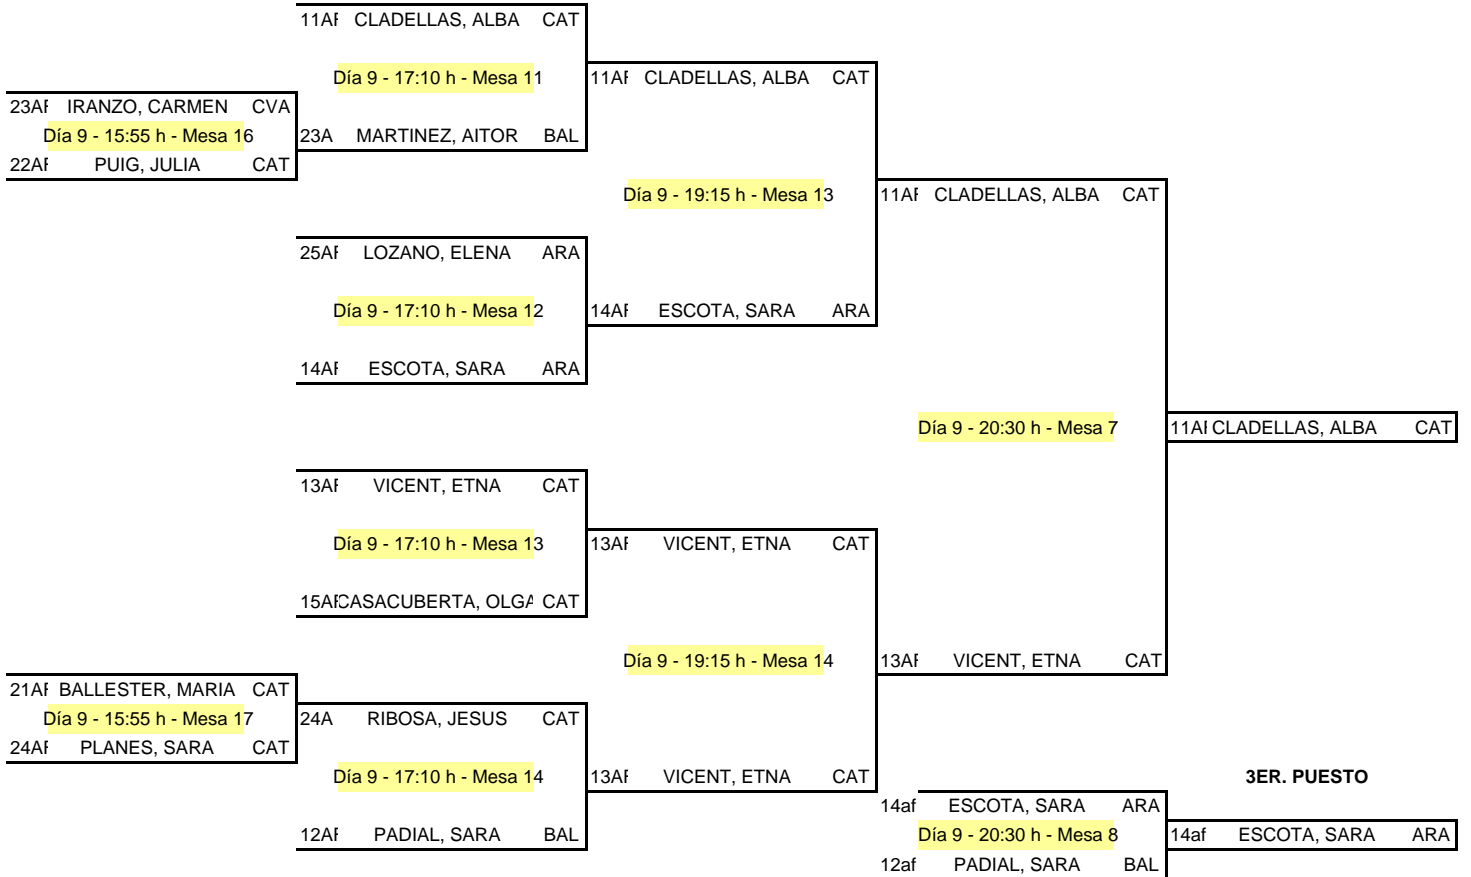 11AF CLADELLAS, ALBA CAT
Día 9 - 17:10 h - Mesa 11
11AF CLADELLAS, ALBA CAT
23AF IRANZO, CARMEN CVA
Día 9 - 15:55 h - Mesa 16
23A MARTINEZ, AITOR BAL
22AF PUIG, JULIA CAT
Día 9 - 19:15 h - Mesa 13
11AF CLADELLAS, ALBA CAT
25AF LOZANO, ELENA ARA
Día 9 - 17:10 h - Mesa 12
14AF ESCOTA, SARA ARA
14AF ESCOTA, SARA ARA
Día 9 - 20:30 h - Mesa 7
11AF CLADELLAS, ALBA CAT
13AF VICENT, ETNA CAT
Día 9 - 17:10 h - Mesa 13
13AF VICENT, ETNA CAT
15AF CASACUBERTA, OLGA CAT
Día 9 - 19:15 h - Mesa 14
13AF VICENT, ETNA CAT
21AF BALLESTER, MARIA CAT
Día 9 - 15:55 h - Mesa 17
24A RIBOSA, JESUS CAT
24AF PLANES, SARA CAT
Día 9 - 17:10 h - Mesa 14
13AF VICENT, ETNA CAT
3ER. PUESTO
14af ESCOTA, SARA ARA
12AF PADIAL, SARA BAL
Día 9 - 20:30 h - Mesa 8
14af ESCOTA, SARA ARA
12af PADIAL, SARA BAL